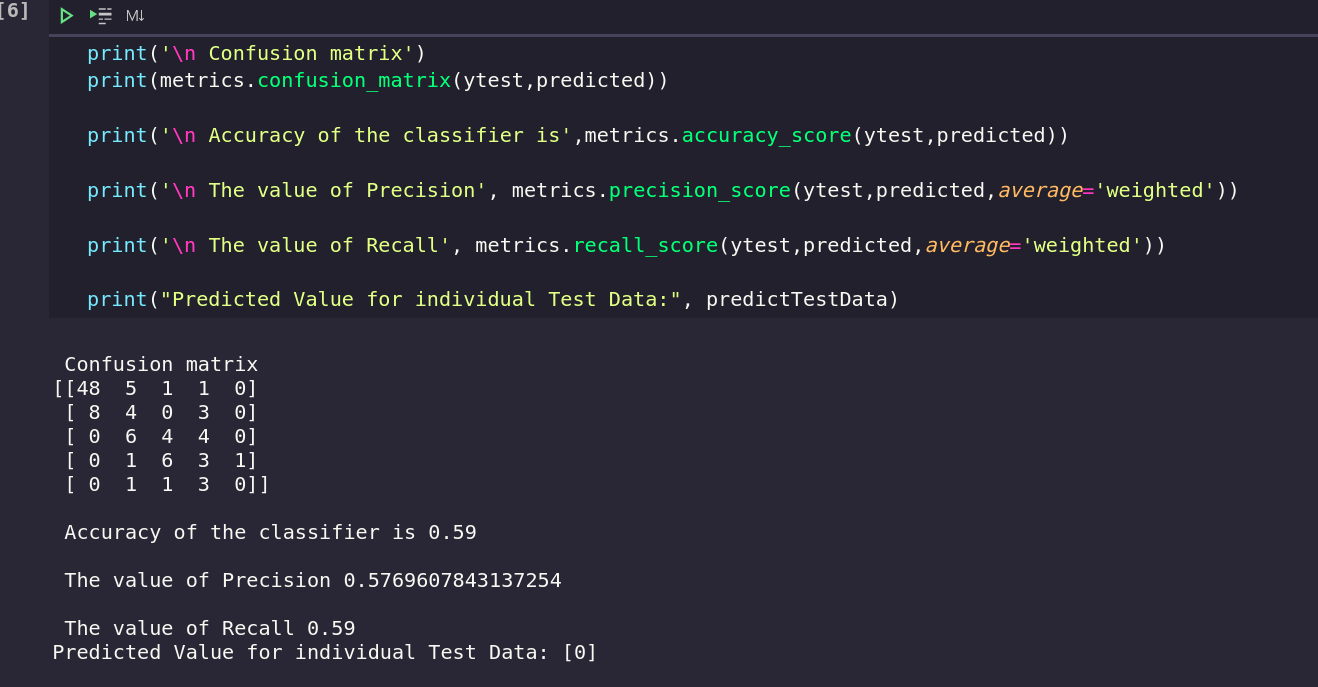 [6]
M↓
print('\n Confusion matrix')
print(metrics.confusion_matrix(ytest,predicted))
print('\n Accuracy of the classifier is',metrics.accuracy_score(ytest,predicted))
print('\n The value of Precision', metrics.precision_score(ytest,predicted,average='weighted'))
print('\n The value of Recall', metrics.recall_score(ytest,predicted,average='weighted'))
print("Predicted Value for individual Test Data:", predictTestData)
 Confusion matrix
[[48  5  1  1  0]
 [ 8  4  0  3  0]
 [ 0  6  4  4  0]
 [ 0  1  6  3  1]
 [ 0  1  1  3  0]]
 Accuracy of the classifier is 0.59
 The value of Precision 0.5769607843137254
 The value of Recall 0.59
Predicted Value for individual Test Data: [0]